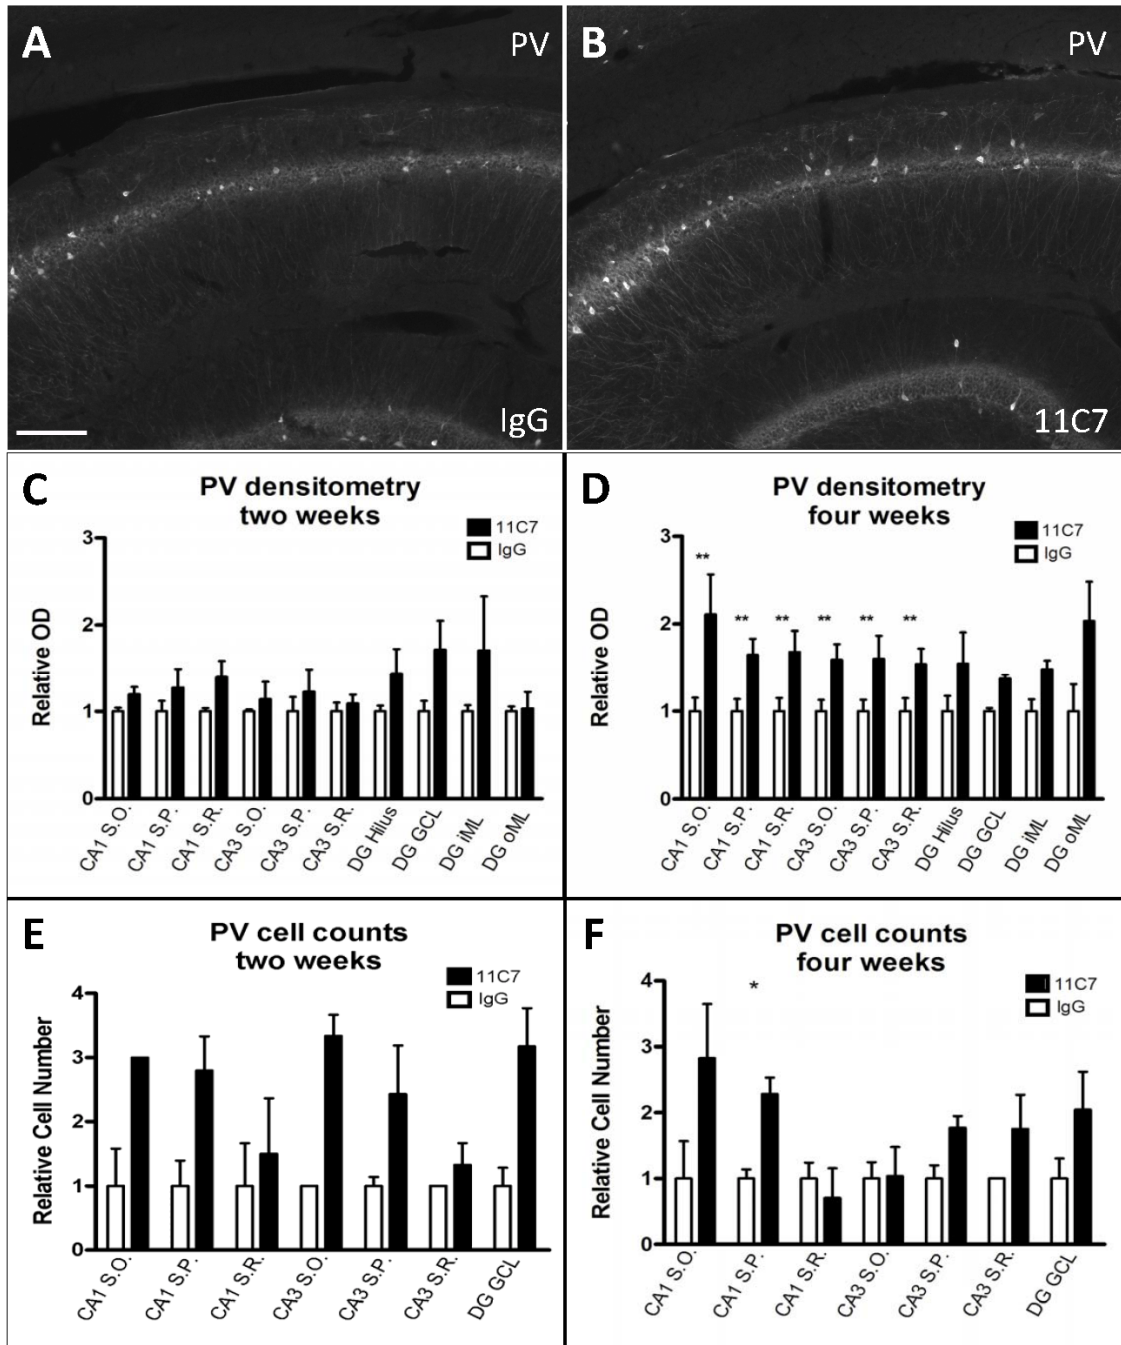 A
PV
IgG
B
PV
11C7
C
PV densitometry
two weeks
11C7
IgG
3
2
1
0
Relative OD
CA1 S.O.
CA1 S.P.
CA1 S.R.
CA3 S.O.
CA3 S.P.
CA3 S.R.
DG Hilus
DG GCL
DG iML
DG oML
D
PV densitometry
four weeks
11C7
IgG
3
2
1
0
Relative OD
**
**
**
**
**
**
CA1 S.O.
CA1 S.P.
CA1 S.R.
CA3 S.O.
CA3 S.P.
CA3 S.R.
DG Hilus
DG GCL
DG iML
DG oML
E
PV cell counts
two weeks
11C7
IgG
4
3
2
1
0
Relative Cell Number
CA1 S.O.
CA1 S.P.
CA1 S.R.
CA3 S.O.
CA3 S.P.
CA3 S.R.
DG GCL
F
PV cell counts
four weeks
11C7
IgG
4
3
2
1
0
Relative Cell Number
*
CA1 S.O.
CA1 S.P.
CA1 S.R.
CA3 S.O.
CA3 S.P.
CA3 S.R.
DG GCL